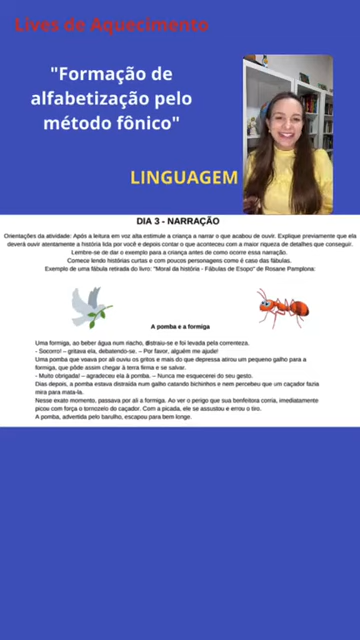 Lives de Aquecimento
"Formação de
alfabetização pelo
método fônico"
LINGUAGEM
DIA 3 - NARRAÇÃO
Orientações da atividade: Após a leitura em voz alta estimule a criança a narrar o que acabou de ouvir. Explique previamente que ela
deverá ouvir atentamente a história lida por você e depois contar o que aconteceu com a maior riqueza de detalhes que conseguir.
Lembre-se de dar o exemplo para a criança antes de como ocorre essa narração.
Comece lendo histórias curtas e com poucos personagens como é caso das fábulas.
Exemplo de uma fábula retirada do livro: "Moral da história - Fábulas de Esopo" de Rosane Pamplona:
A pomba e a formiga
Uma formiga, ao beber água num riacho, distraiu-se e foi levada pela correnteza.
- Socorro! – gritava ela, debatendo-se. – Por favor, alguém me ajude!
Uma pomba que voava por ali ouviu os gritos e mais do que depressa atirou um pequeno galho para a
formiga, que pôde assim chegar à terra firma e se salvar.
- Muito obrigada! – agradeceu ela à pomba, – Nunca me esquecerei do seu gesto.
Dias depois, a pomba estava distraída num galho catando bichinhos e nem percebeu que um caçador fazia
mira para mata-la.
Nesse exato momento, passava por ali a formiga. Ao ver o perigo que sua benfeitora corria, imediatamente
picou com força o tornozelo do caçador. Com a picada, ele se assustou e errou o tiro.
A pomba, advertida pelo barulho, escapou para bem longe.